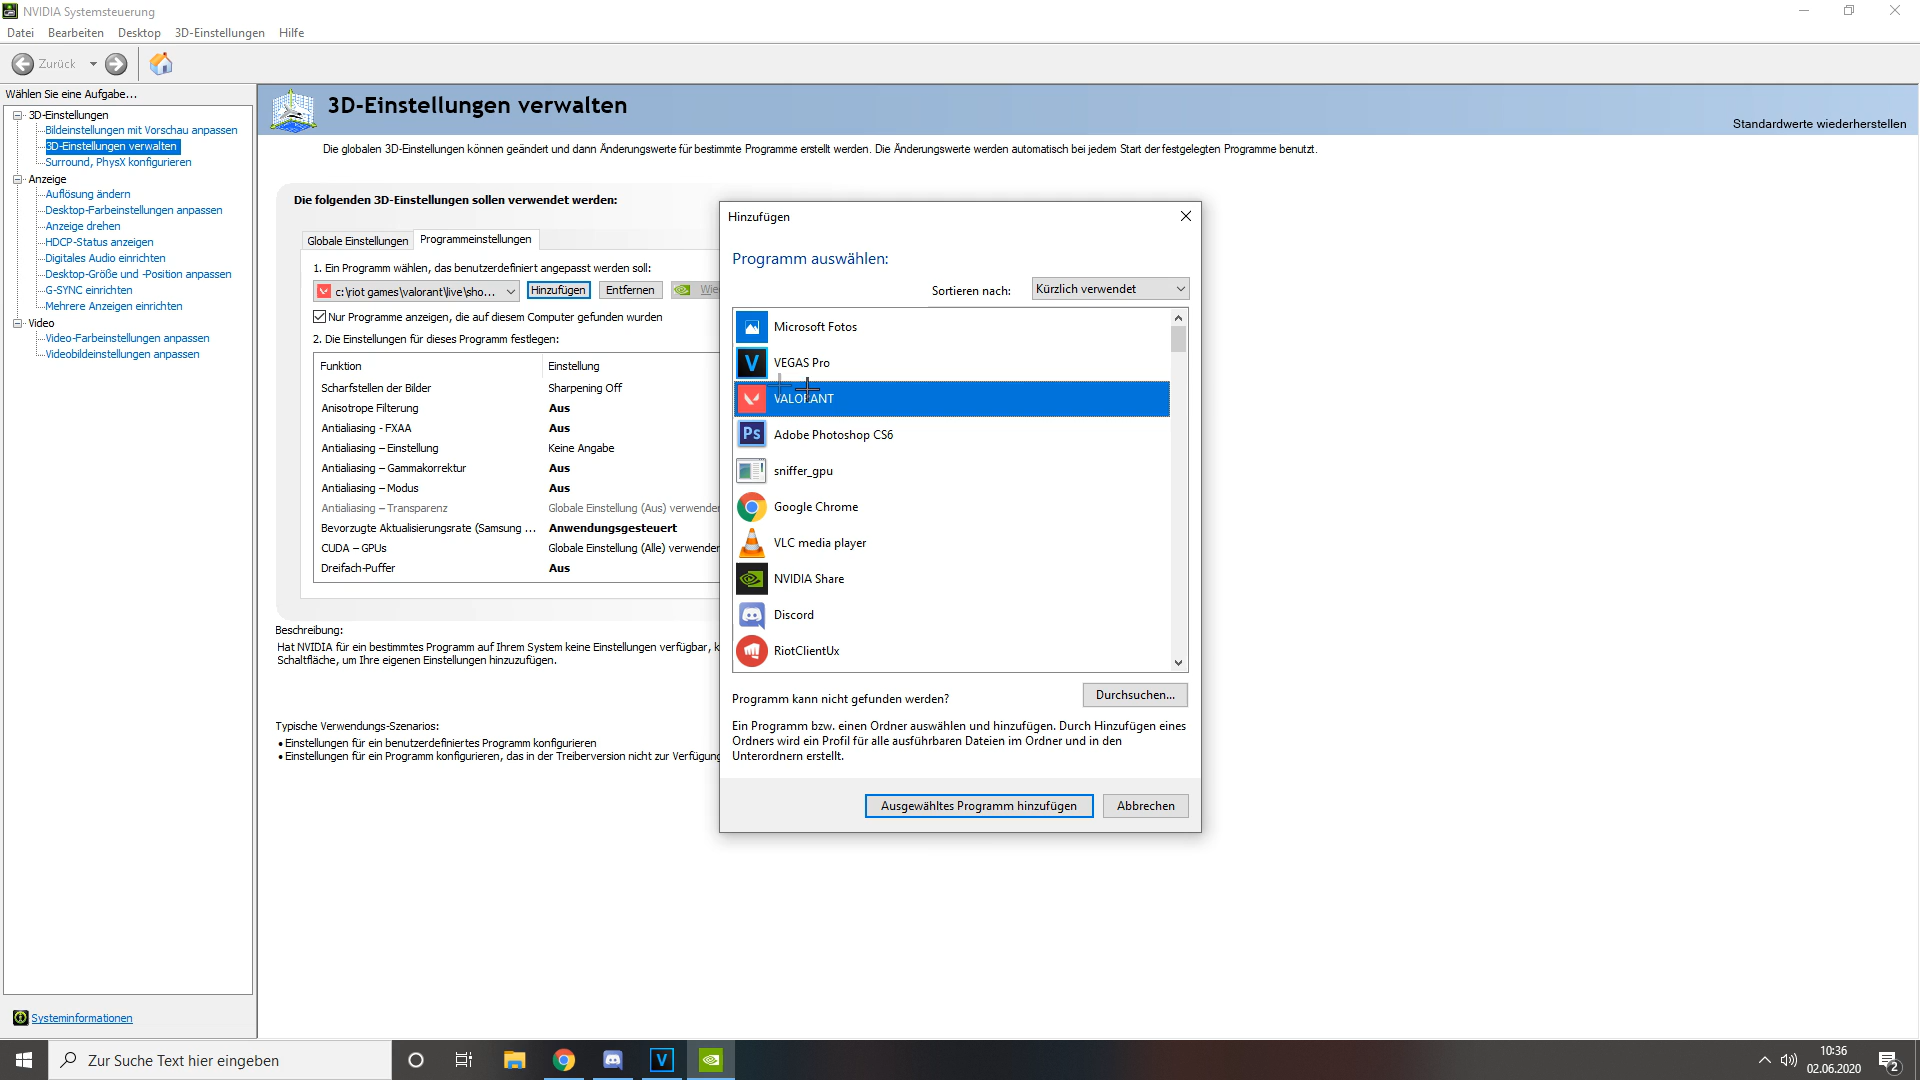 NVIDIA Systemsteuerung
Datei Bearbeiten Desktop 3D-Einstellungen Hilfe
Zurück
Wählen Sie eine Aufgabe...
3D-Einstellungen
Bildeinstellungen mit Vorschau anpassen
3D-Einstellungen verwalten
Surround, PhysX konfigurieren
Anzeige
Auflösung ändern
Desktop-Farbeinstellungen anpassen
Anzeige drehen
HDCP-Status anzeigen
Digitales Audio einrichten
Desktop-Größe und -Position anpassen
G-SYNC einrichten
Mehrere Anzeigen einrichten
Video
Video-Farbeinstellungen anpassen
Videobildeinstellungen anpassen
Systeminformationen
3D-Einstellungen verwalten
Standardwerte wiederherstellen
Die globalen 3D-Einstellungen können geändert und dann Änderungswerte für bestimmte Programme erstellt werden. Die Änderungswerte werden automatisch bei jedem Start der festgelegten Programme benutzt.
Die folgenden 3D-Einstellungen sollen verwendet werden:
Globale Einstellungen Programmeinstellungen
1. Ein Programm wählen, das benutzerdefiniert angepasst werden soll:
c:\riot games\valorant\live\sho... Hinzufügen Entfernen
Nur Programme anzeigen, die auf diesem Computer gefunden wurden
2. Die Einstellungen für dieses Programm festlegen:
Funktion Einstellung
Scharfstellen der Bilder Sharpening Off
Anisotrope Filterung Aus
Antialiasing - FXAA Aus
Antialiasing – Einstellung Keine Angabe
Antialiasing – Gammakorrektur Aus
Antialiasing – Modus Aus
Antialiasing – Transparenz Globale Einstellung (Aus) verwenden
Bevorzugte Aktualisierungsrate (Samsung ... Anwendungsgesteuert
CUDA – GPUs Globale Einstellung (Alle) verwenden
Dreifach-Puffer Aus
Beschreibung:
Hat NVIDIA für ein bestimmtes Programm auf Ihrem System keine Einstellungen verfügbar, k
Schaltfläche, um Ihre eigenen Einstellungen hinzuzufügen.
Typische Verwendungs-Szenarios:
• Einstellungen für ein benutzerdefiniertes Programm konfigurieren
• Einstellungen für ein Programm konfigurieren, das in der Treiberversion nicht zur Verfügung
Hinzufügen
Programm auswählen:
Sortieren nach: Kürzlich verwendet
Microsoft Fotos
VEGAS Pro
VALORANT
Adobe Photoshop CS6
sniffer_gpu
Google Chrome
VLC media player
NVIDIA Share
Discord
RiotClientUx
Programm kann nicht gefunden werden? Durchsuchen...
Ein Programm bzw. einen Ordner auswählen und hinzufügen. Durch Hinzufügen eines
Ordners wird ein Profil für alle ausführbaren Dateien im Ordner und in den
Unterordnern erstellt.
Ausgewähltes Programm hinzufügen Abbrechen
Zur Suche Text hier eingeben
10:36
02.06.2020
2